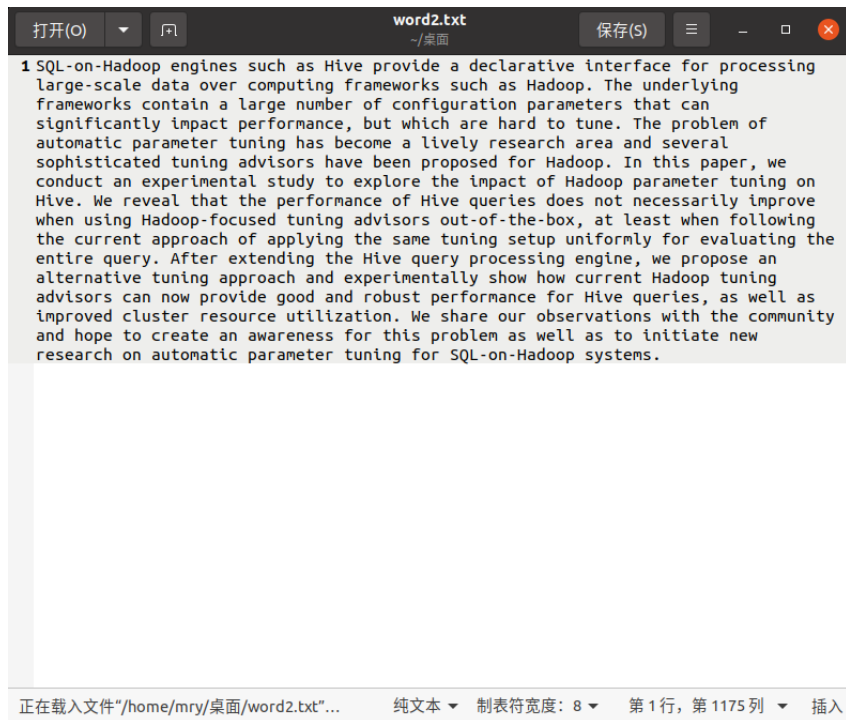 打开(O)
word2.txt
~/桌面
保存(S)
1 SQL-on-Hadoop engines such as Hive provide a declarative interface for processing
large-scale data over computing frameworks such as Hadoop. The underlying
frameworks contain a large number of configuration parameters that can
significantly impact performance, but which are hard to tune. The problem of
automatic parameter tuning has become a lively research area and several
sophisticated tuning advisors have been proposed for Hadoop. In this paper, we
conduct an experimental study to explore the impact of Hadoop parameter tuning on
Hive. We reveal that the performance of Hive queries does not necessarily improve
when using Hadoop-focused tuning advisors out-of-the-box, at least when following
the current approach of applying the same tuning setup uniformly for evaluating the
entire query. After extending the Hive query processing engine, we propose an
alternative tuning approach and experimentally show how current Hadoop tuning
advisors can now provide good and robust performance for Hive queries, as well as
improved cluster resource utilization. We share our observations with the community
and hope to create an awareness for this problem as well as to initiate new
research on automatic parameter tuning for SQL-on-Hadoop systems.
正在载入文件“/home/mry/桌面/word2.txt”... 纯文本 制表符宽度：8 第 1 行，第 1175 列 插入